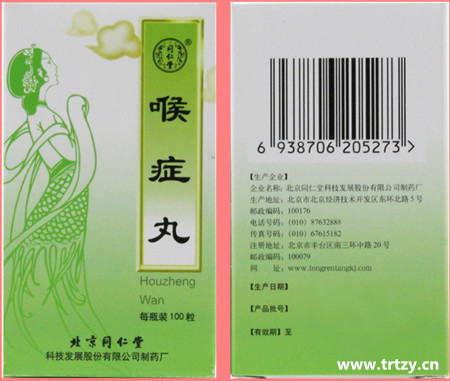 同仁堂
®
喉症丸
Houzheng
Wan
每瓶装100粒
北京同仁堂
科技发展股份有限公司制药厂
6 938706 205273 >
【生产企业】
企业名称：北京同仁堂科技发展股份有限公司制药厂
生产地址：北京市北京经济技术开发区东环北路5号
邮政编码：100176
电话号码：(010) 87632888
传真号码：(010) 67615182
注册地址：北京市丰台区南三环中路20号
邮政编码：100079
网　　址：www.tongrentangkj.com
【生产日期】
【产品批号】
【有效期】至
www.trtzy.cn